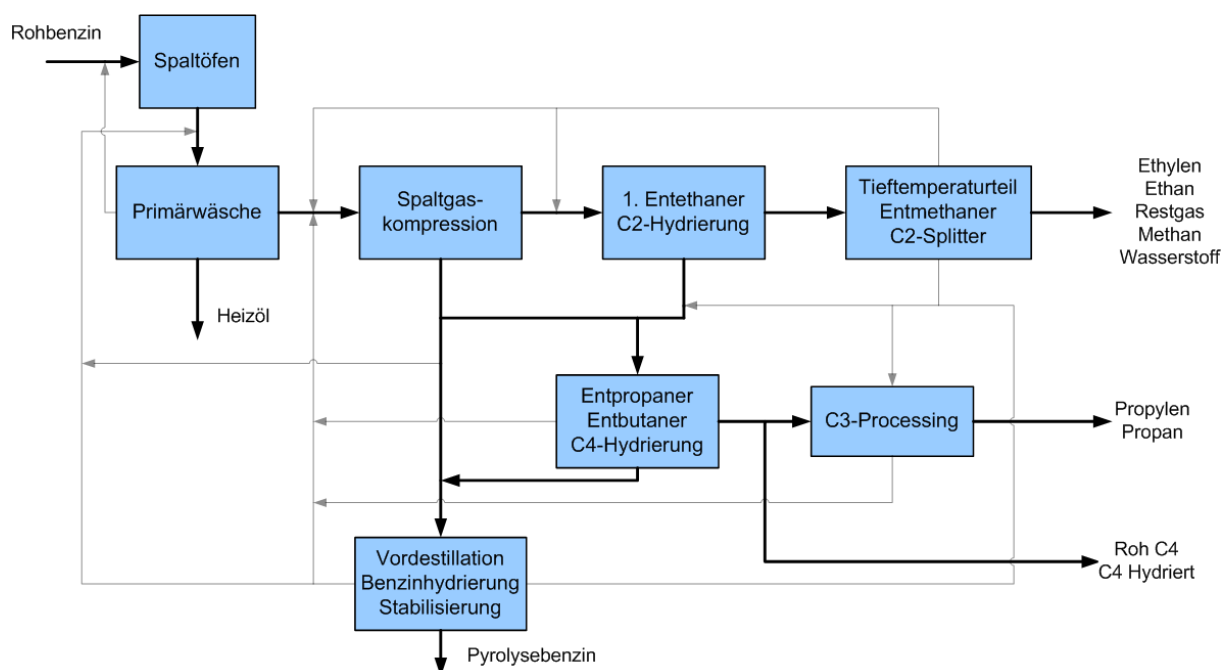 Rohbenzin
Spaltöfen
Primärwäsche
Spaltgas-
kompression
1. Entethaner
C2-Hydrierung
Tieftemperaturteil
Entmethaner
C2-Splitter
Ethylen
Ethan
Restgas
Methan
Wasserstoff
Heizöl
Entpropaner
Entbutaner
C4-Hydrierung
C3-Processing
Propylen
Propan
Vordestillation
Benzinhydrierung
Stabilisierung
Roh C4
C4 Hydriert
Pyrolysebenzin